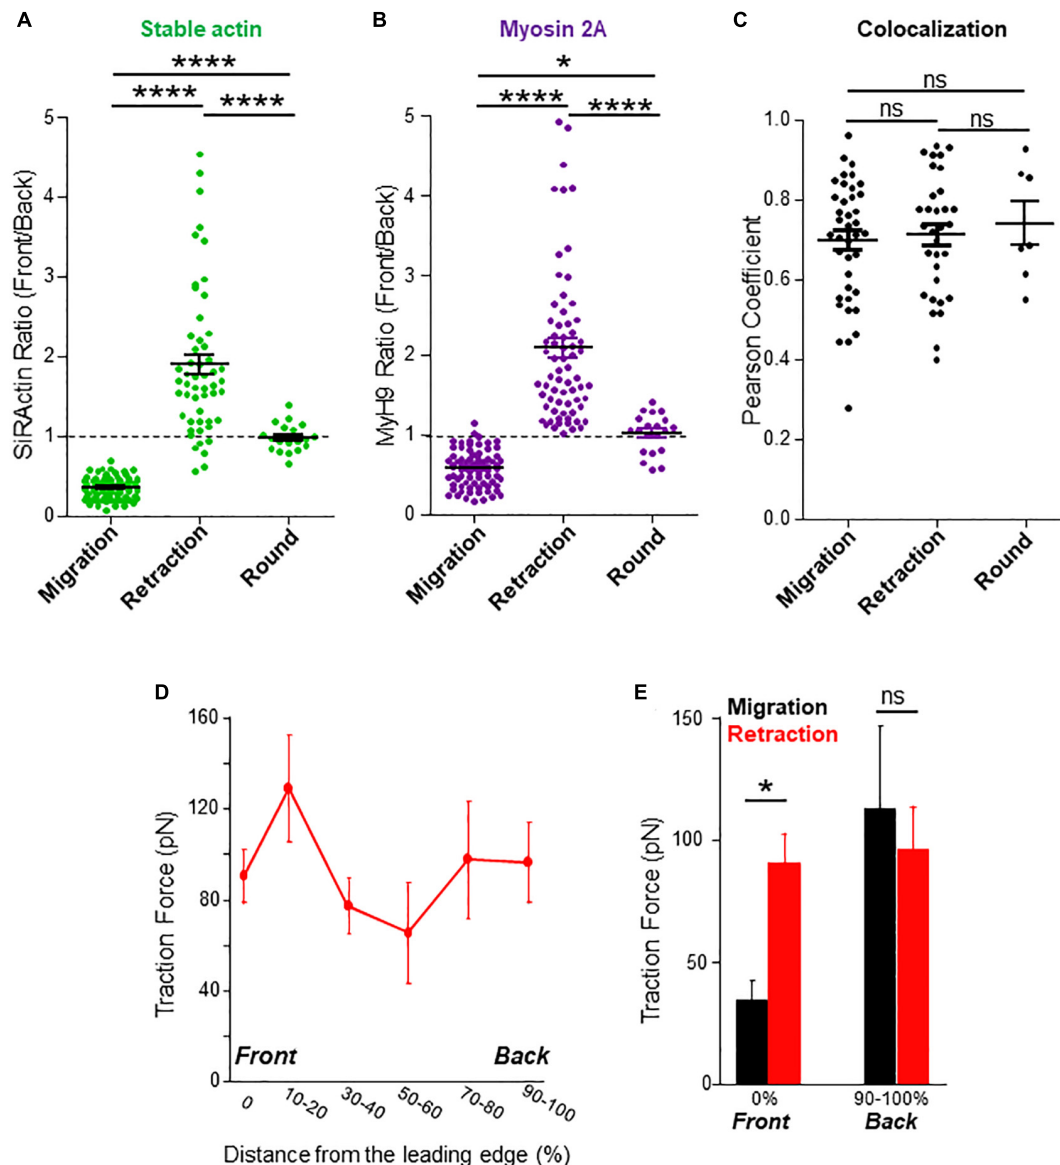 A
Stable actin
****
****
****
SiRActin Ratio (Front/Back)
5
4
3
2
1
0
Migration
Retraction
Round
B
Myosin 2A
*
****
****
MyH9 Ratio (Front/Back)
5
4
3
2
1
0
Migration
Retraction
Round
C
Colocalization
ns
ns
ns
Pearson Coefficient
1.0
0.8
0.6
0.4
0.2
0.0
Migration
Retraction
Round
D
Traction Force (pN)
160
120
80
40
0
Front
Back
0
10-20
30-40
50-60
70-80
90-100
Distance from the leading edge (%)
E
Migration
Retraction
ns
*
Traction Force (pN)
150
100
50
0
0%
90-100%
Front
Back